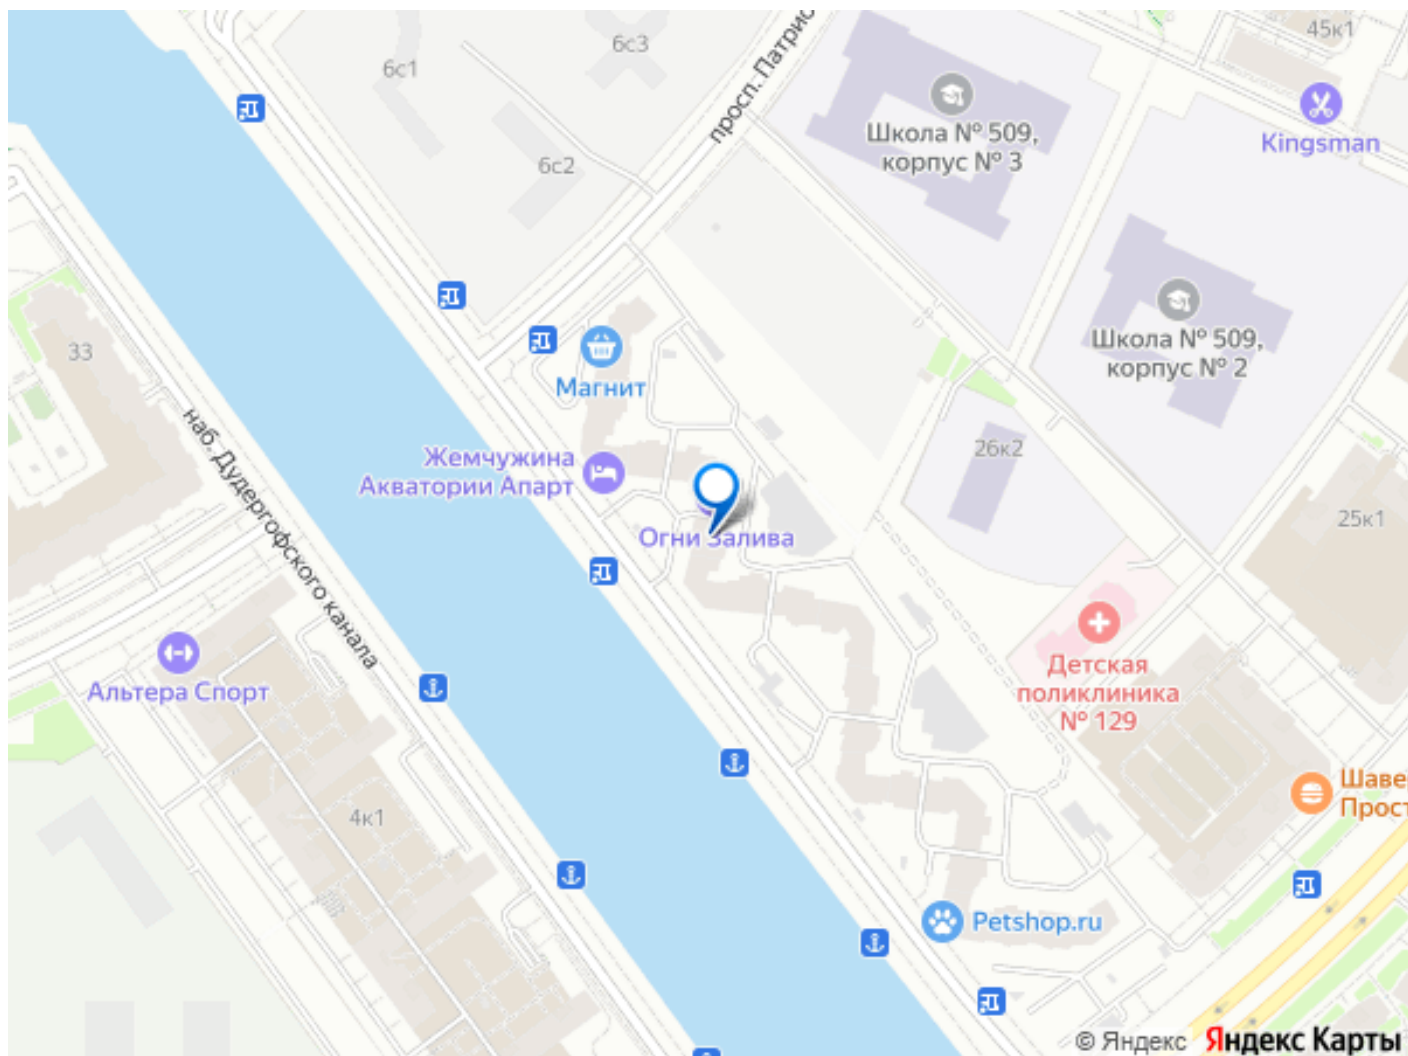 6с1
6с3
45к1
просп. Патрис
Школа № 509,
корпус № 3
Kingsman
6с2
33
Магнит
Школа № 509,
корпус № 2
наб. Дудергофского канала
Жемчужина
Акватории Апарт
26к2
25к1
Огни Залива
Альтера Спорт
Детская
поликлиника
№ 129
4к1
Шаве
Прост
Petshop.ru
© Яндекс Яндекс Карты